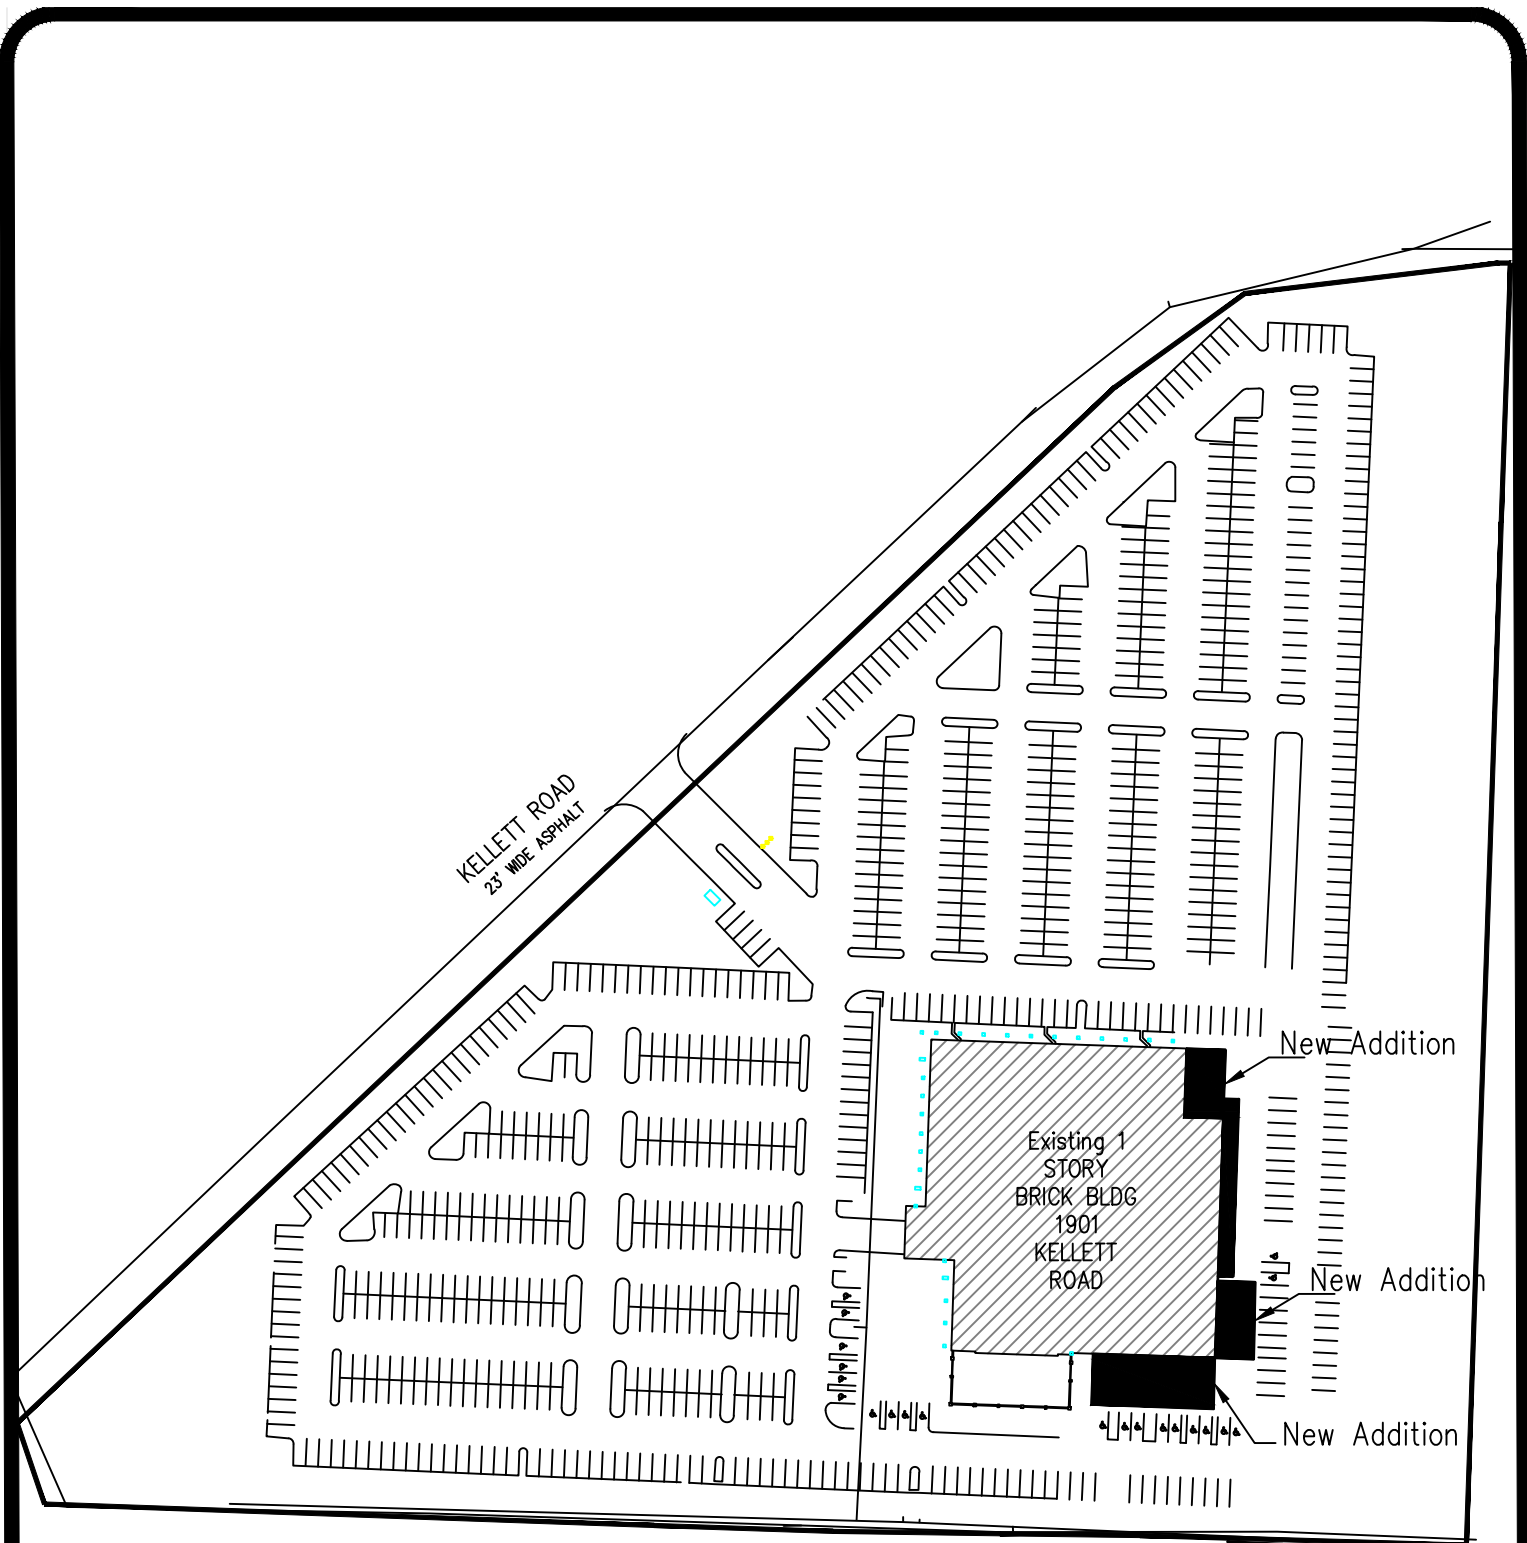 KELLETT ROAD
23' WIDE ASPHALT
New Addition
Existing 1
STORY
BRICK BLDG
1901
KELLETT
ROAD
New Addition
New Addition